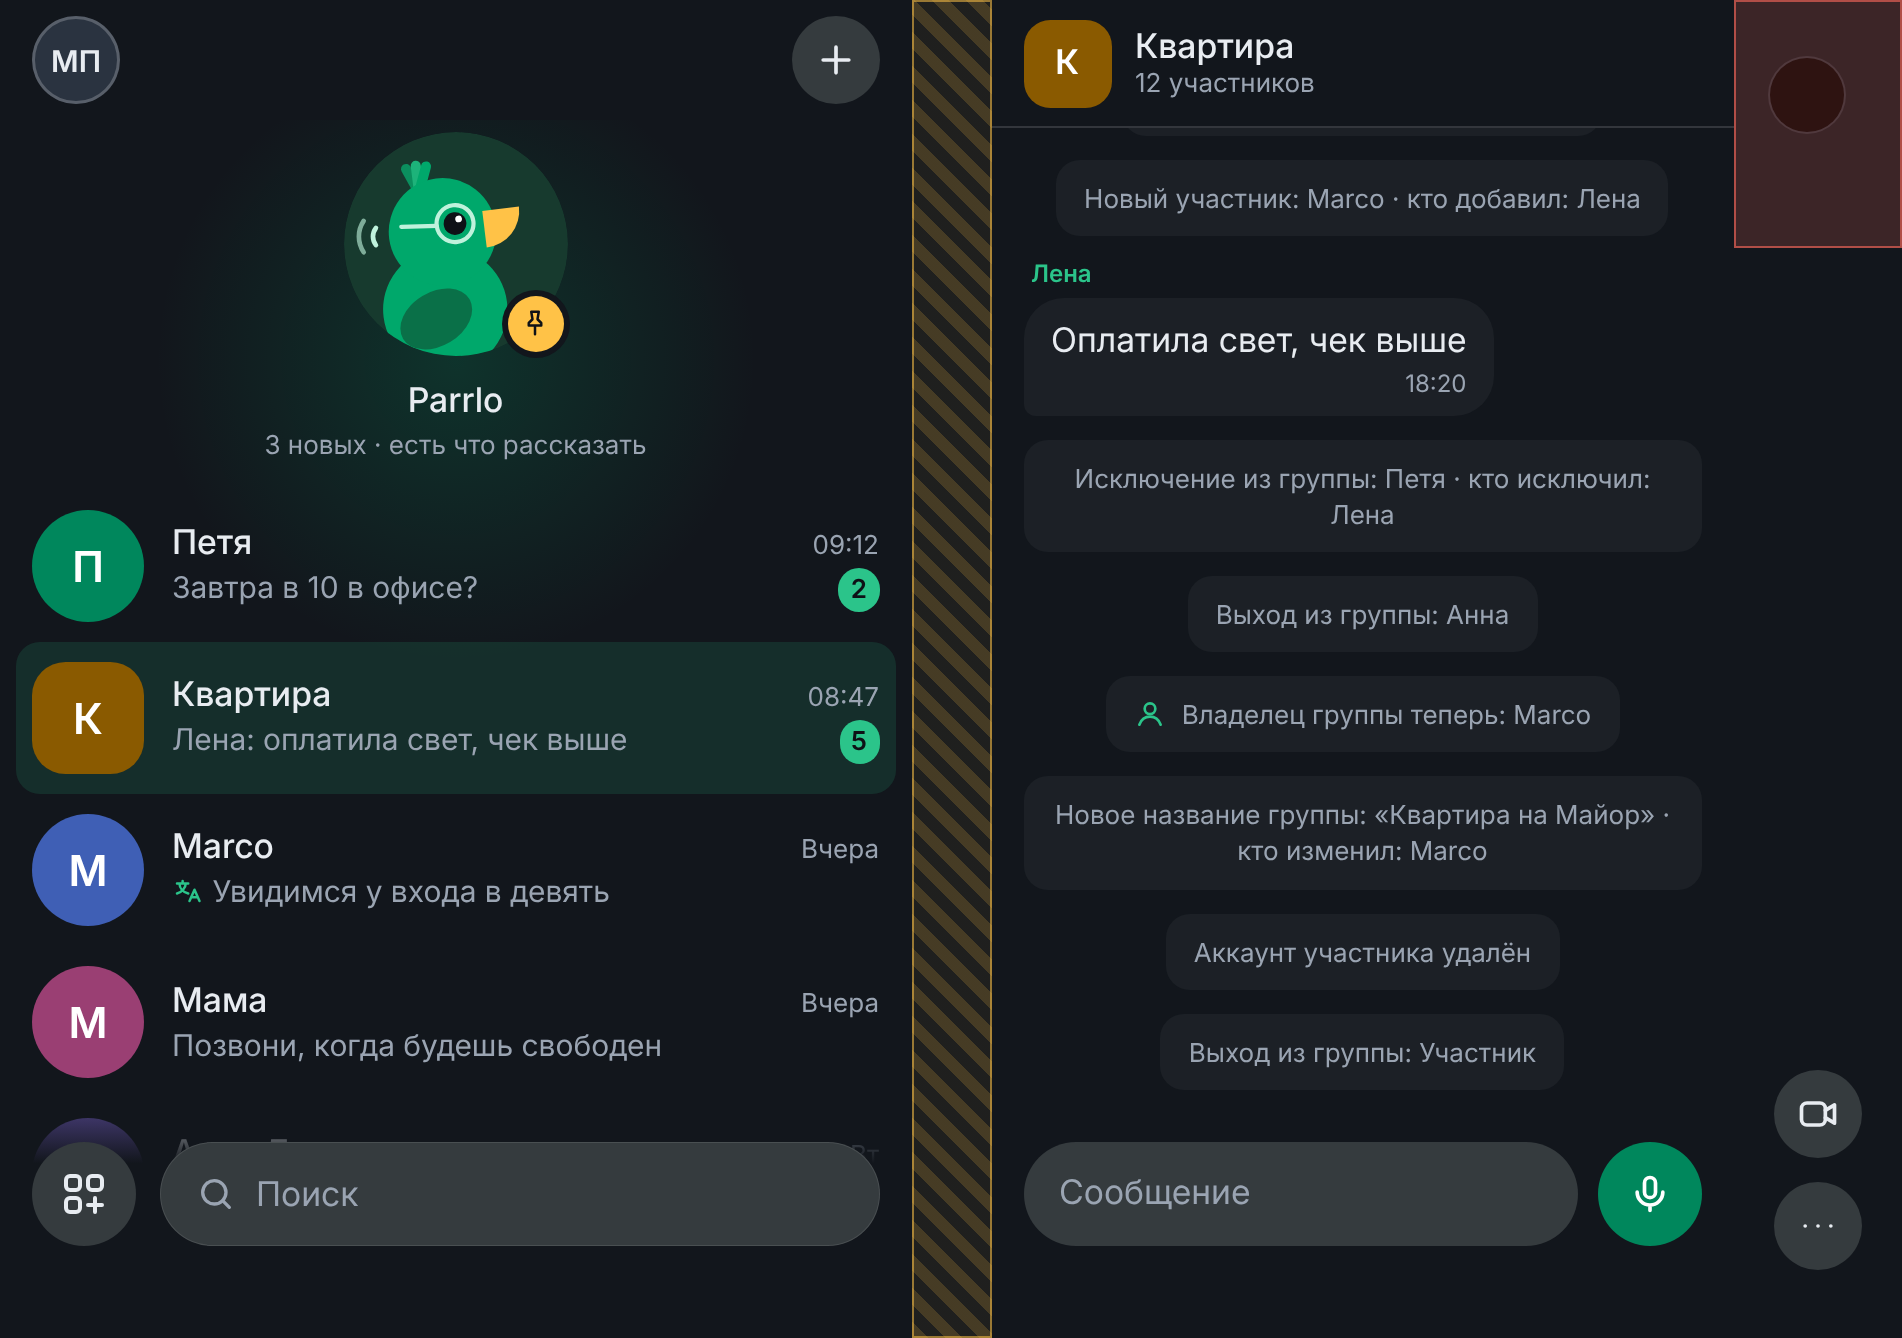 МП
Parrlo
3 новых · есть что рассказать
П
Петя
09:12
Завтра в 10 в офисе?
2
К
Квартира
08:47
Лена: оплатила свет, чек выше
5
М
Marco
Вчера
Увидимся у входа в девять
М
Мама
Вчера
Позвони, когда будешь свободен
Поиск
К
Квартира
12 участников
Новый участник: Marco · кто добавил: Лена
Лена
Оплатила свет, чек выше
18:20
Исключение из группы: Петя · кто исключил:
Лена
Выход из группы: Анна
Владелец группы теперь: Marco
Новое название группы: «Квартира на Майор» ·
кто изменил: Marco
Аккаунт участника удалён
Выход из группы: Участник
Сообщение